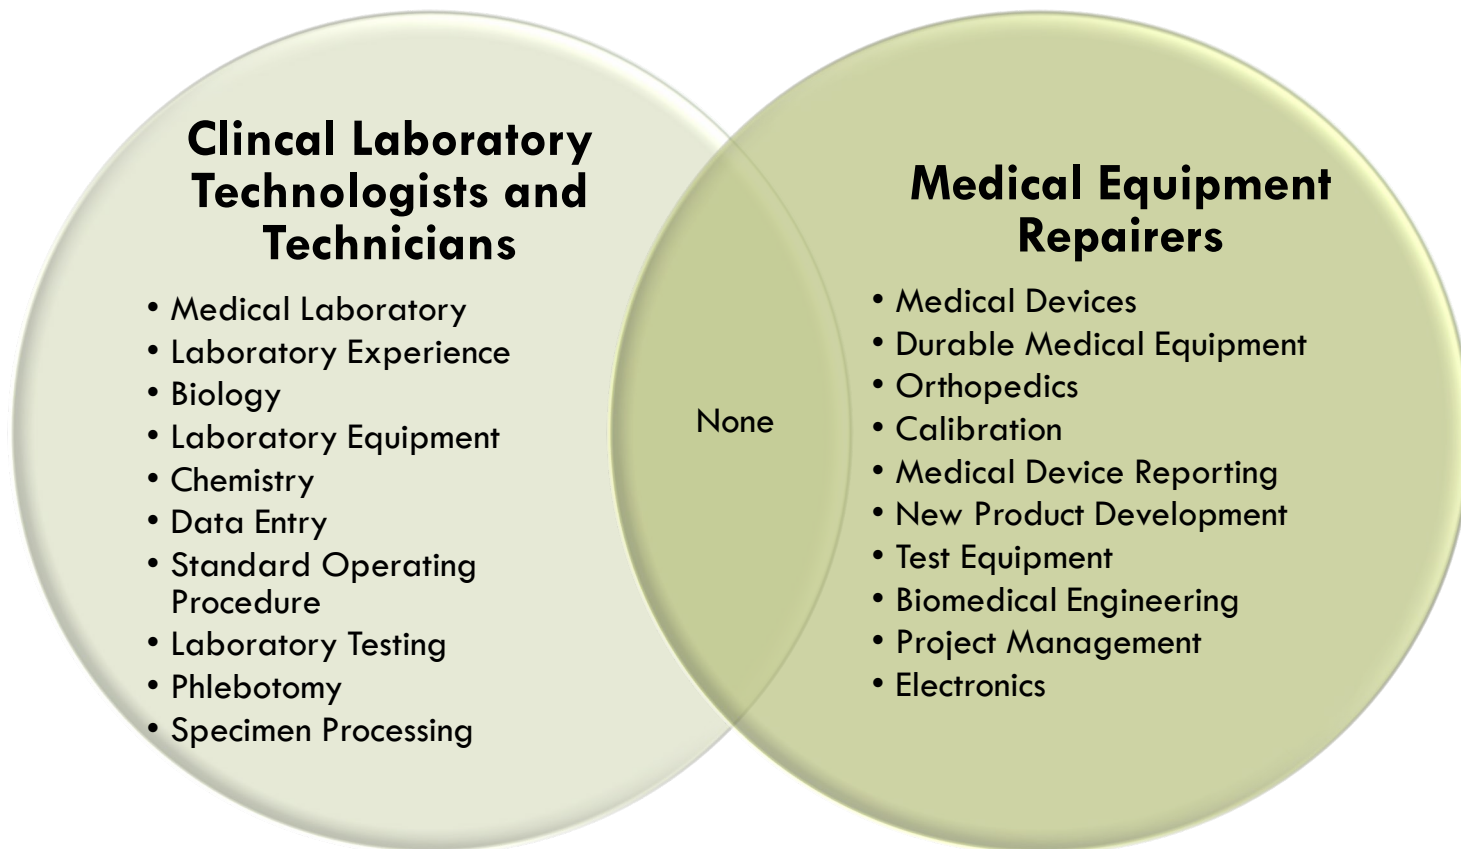 Clincal Laboratory
Technologists and
Technicians
• Medical Laboratory
• Laboratory Experience
• Biology
• Laboratory Equipment
• Chemistry
• Data Entry
• Standard Operating
Procedure
• Laboratory Testing
• Phlebotomy
• Specimen Processing
None
Medical Equipment
Repairers
• Medical Devices
• Durable Medical Equipment
• Orthopedics
• Calibration
• Medical Device Reporting
• New Product Development
• Test Equipment
• Biomedical Engineering
• Project Management
• Electronics